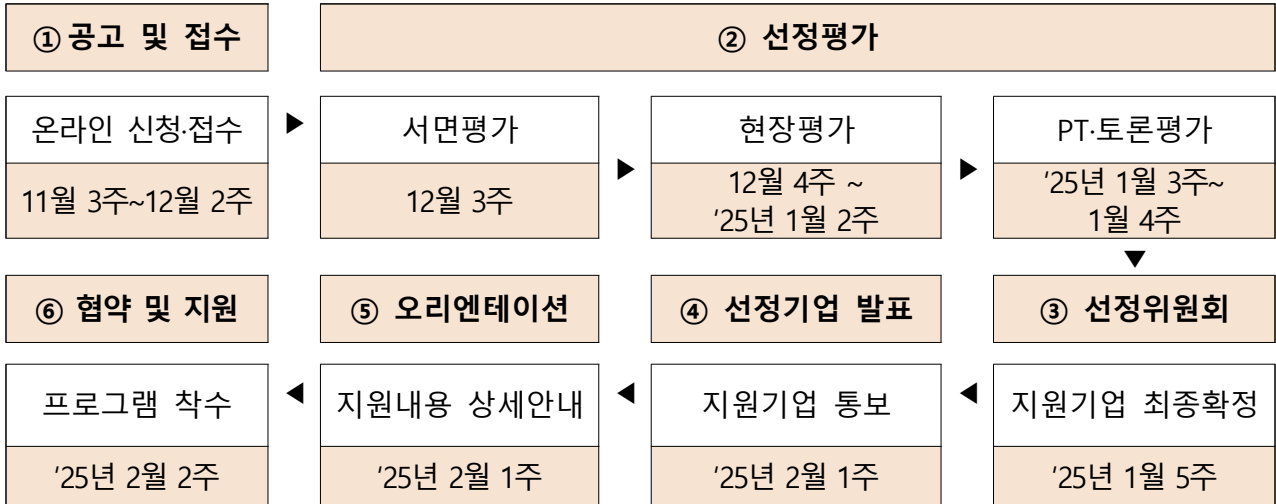 ① 공고 및 접수
② 선정평가
온라인 신청·접수
▶
서면평가
현장평가
PT·토론평가
11월 3주~12월 2주
12월 3주
▶
12월 4주 ~
'25년 1월 2주
▶
'25년 1월 3주~
1월 4주
▼
⑥ 협약 및 지원
⑤ 오리엔테이션
④ 선정기업 발표
③ 선정위원회
프로그램 착수
◀
지원내용 상세안내
◀
지원기업 통보
◀
지원기업 최종확정
'25년 2월 2주
'25년 2월 1주
'25년 2월 1주
'25년 1월 5주